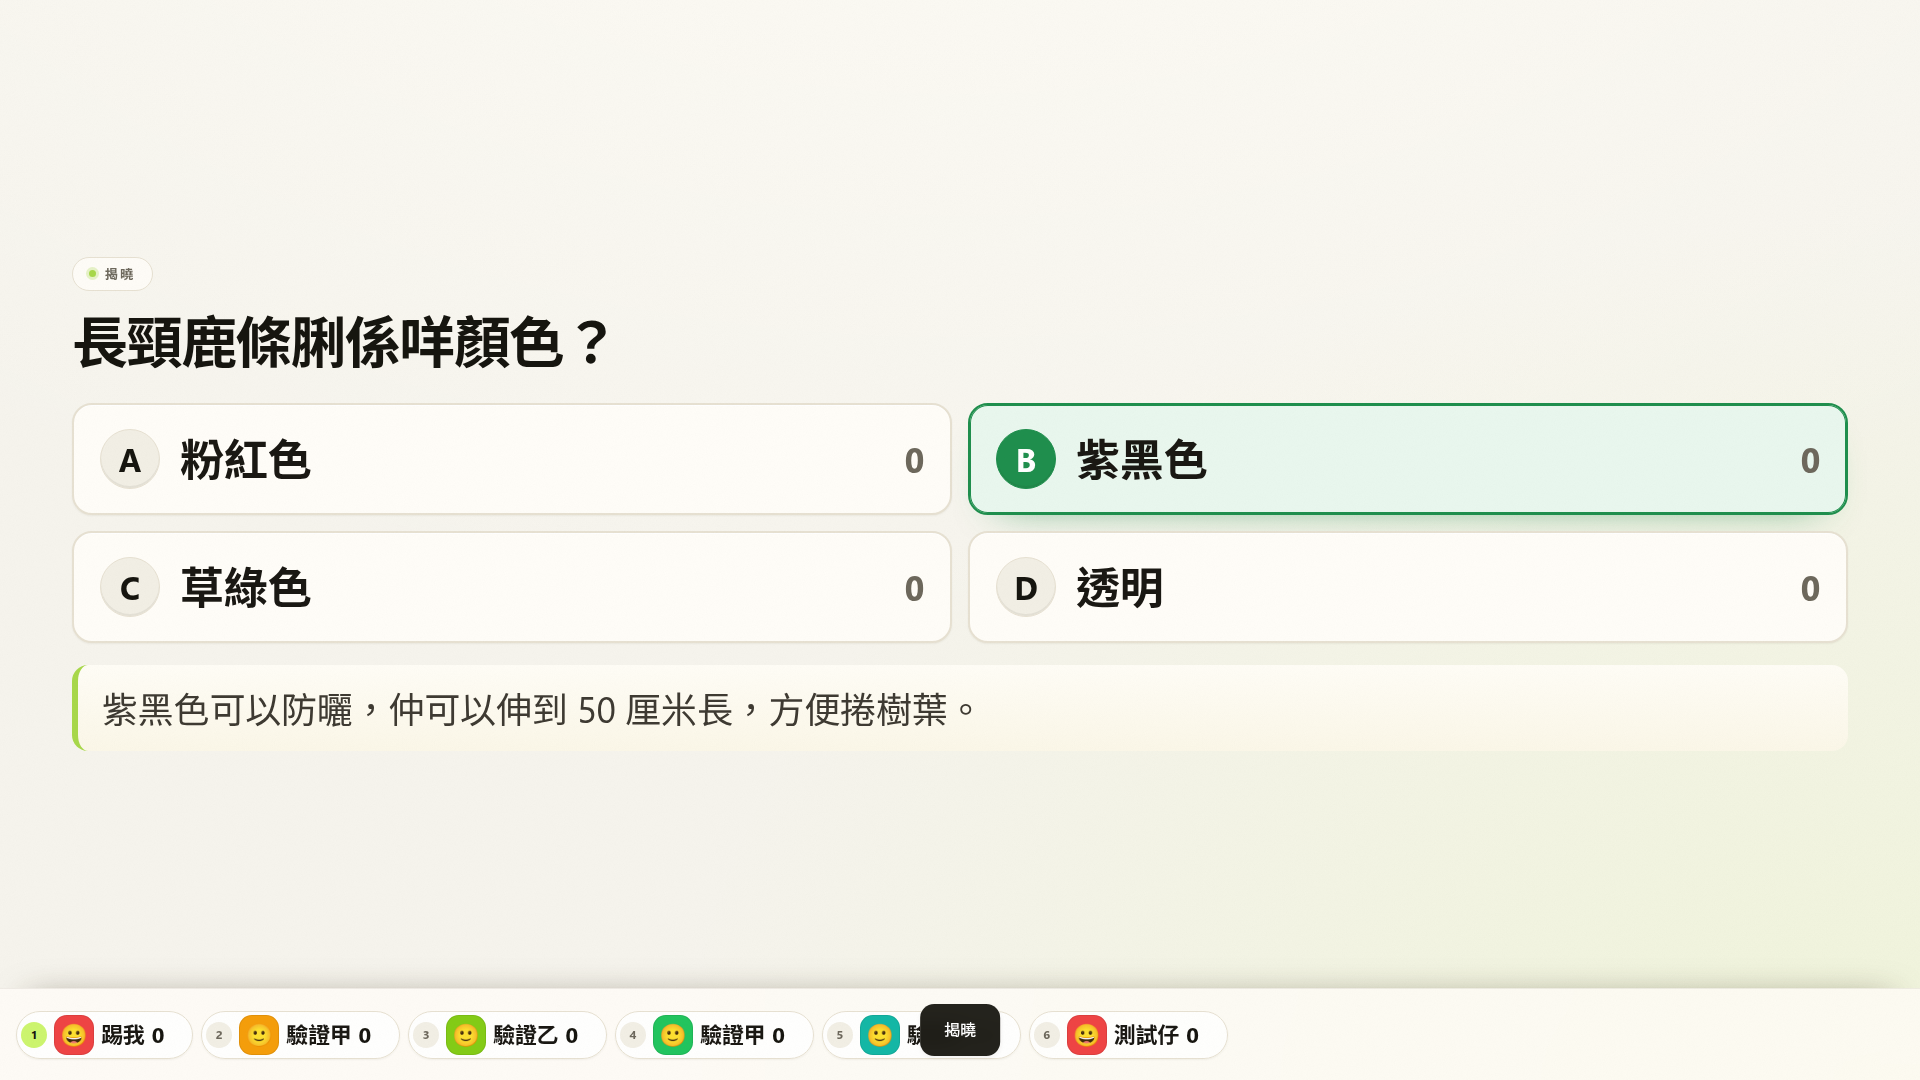 揭曉
長頸鹿條脷係咩顏色？
A 粉紅色 0
B 紫黑色 0
C 草綠色 0
D 透明 0
紫黑色可以防曬，仲可以伸到 50 厘米長，方便捲樹葉。
1 踢我 0
2 驗證甲 0
3 驗證乙 0
4 驗證甲 0
5 驗
揭曉
6 測試仔 0